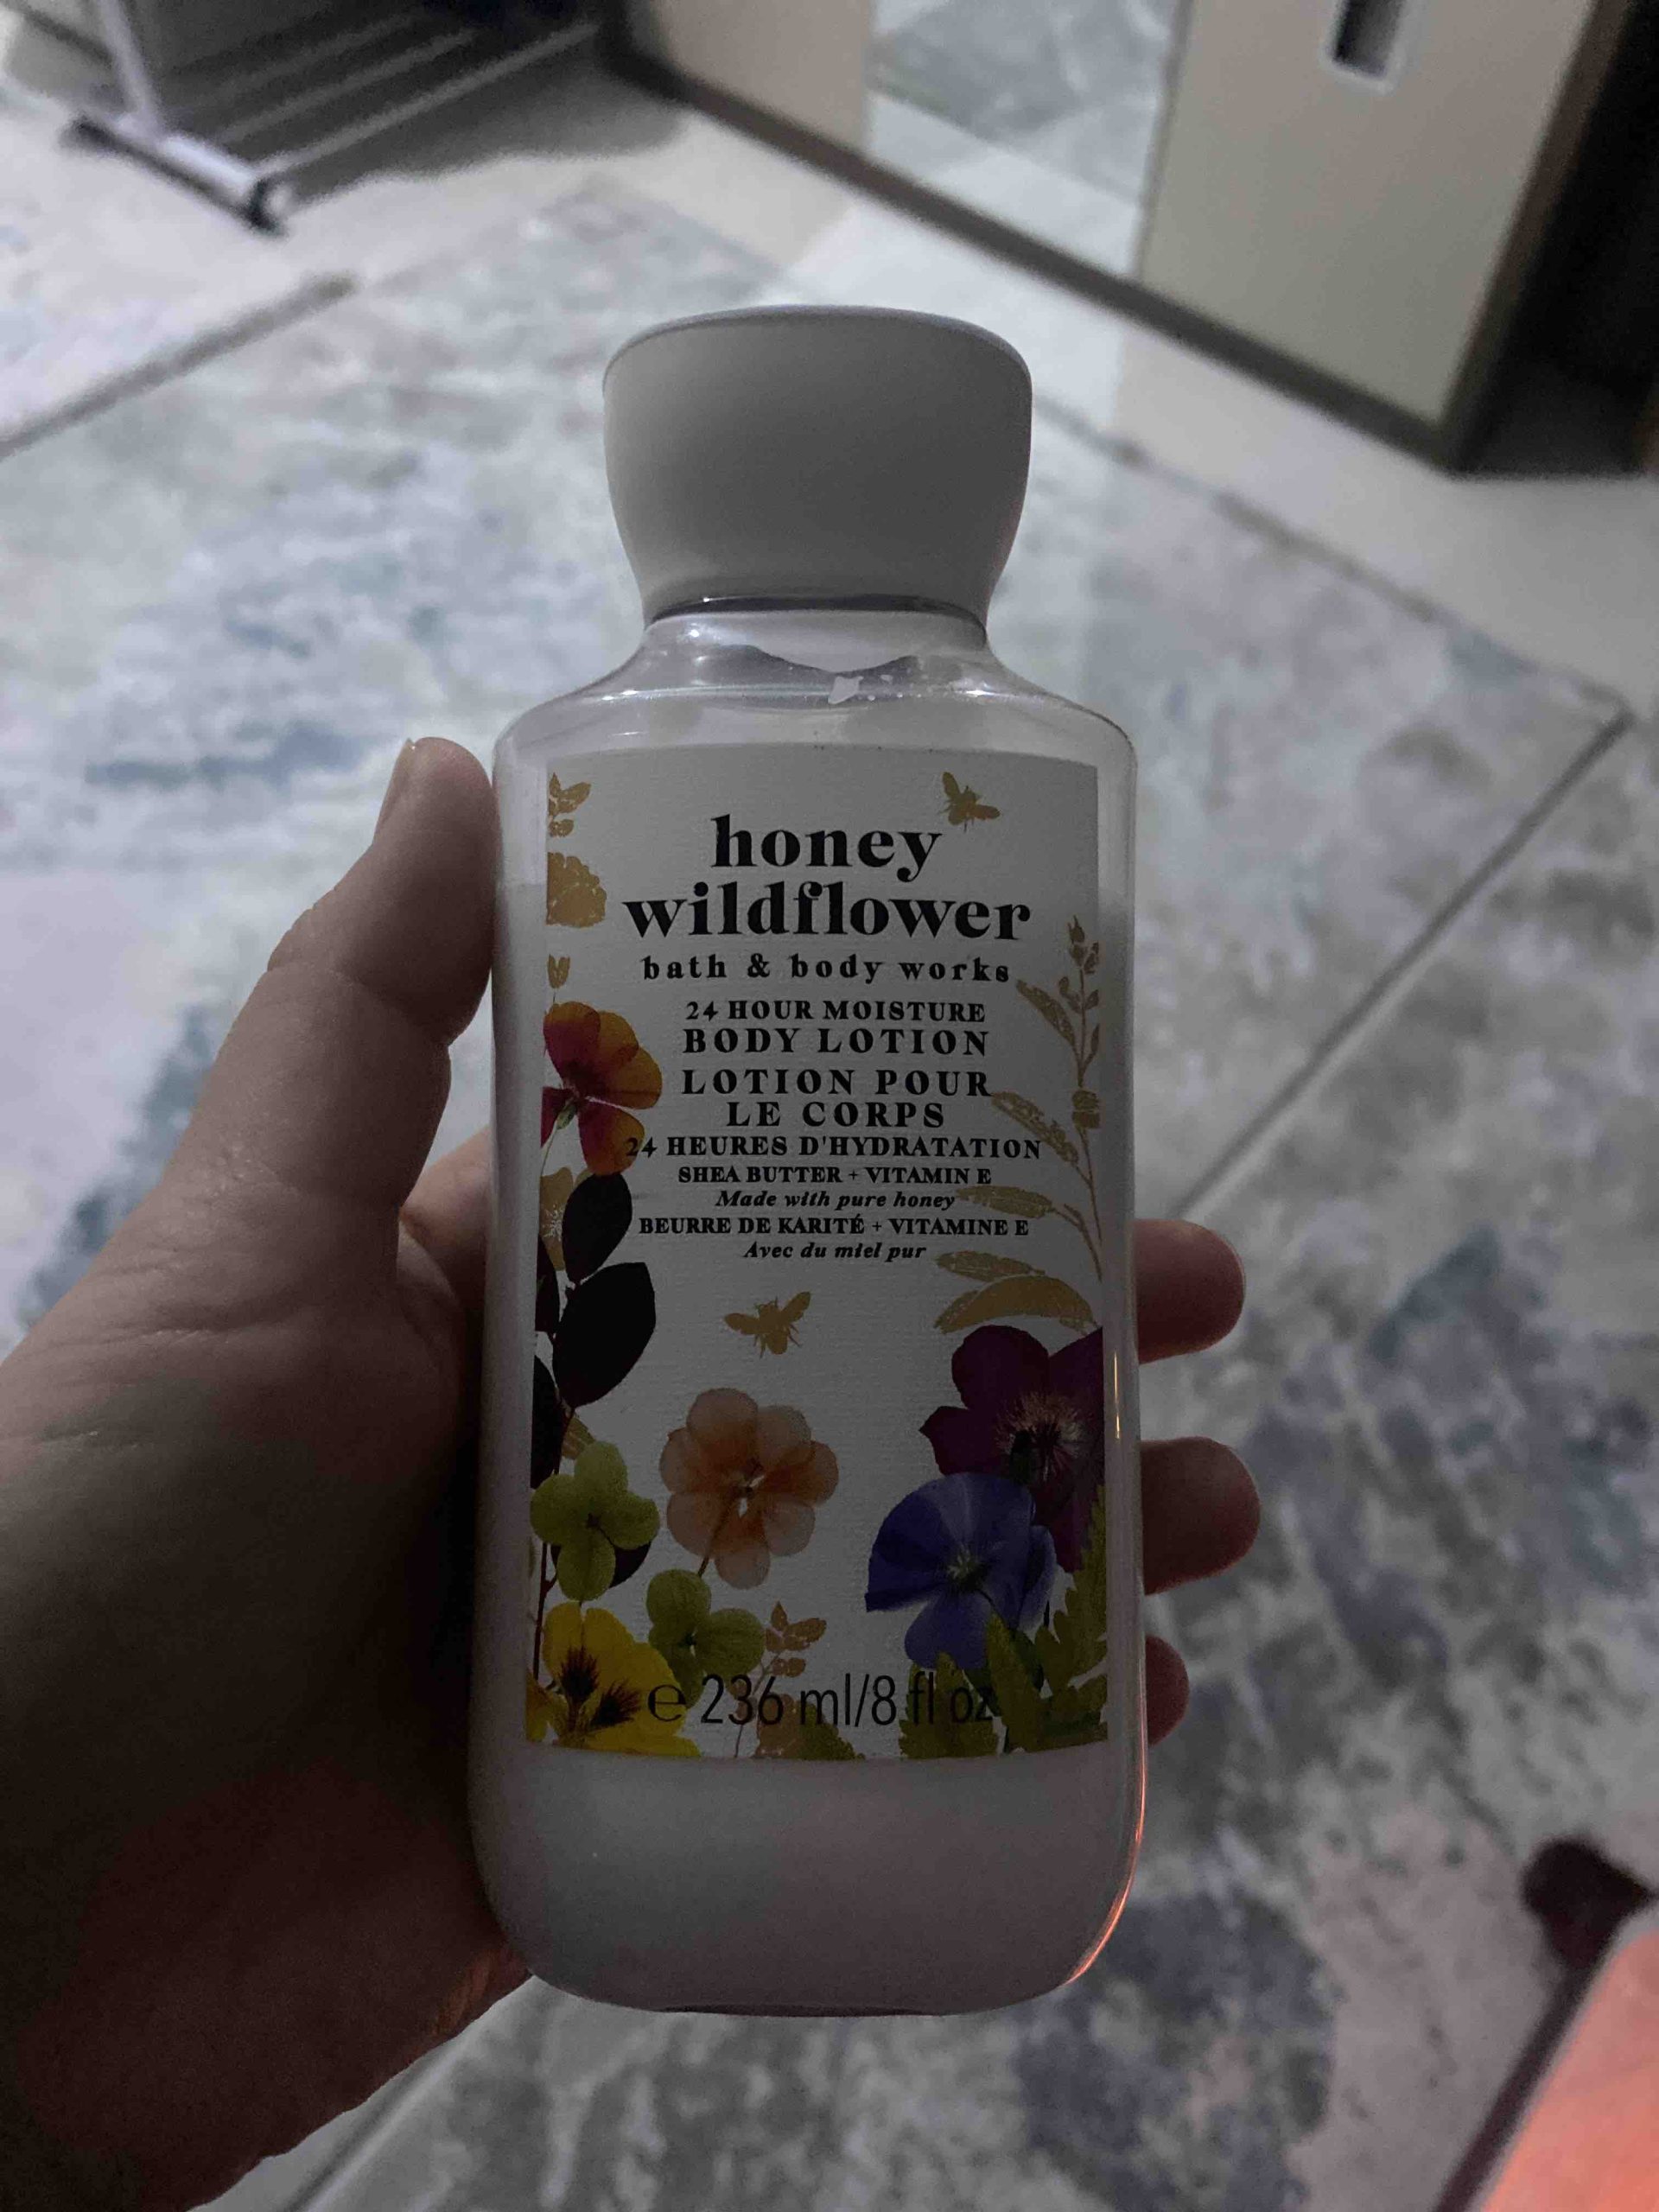 honey
wildflower
bath & body works
24 HOUR MOISTURE
BODY LOTION
LOTION POUR
LE CORPS
24 HEURES D'HYDRATATION
SHEA BUTTER + VITAMIN E
Made with pure honey
BEURRE DE KARITÉ + VITAMINE E
Avec du miel pur
℮ 236 ml/8 fl oz